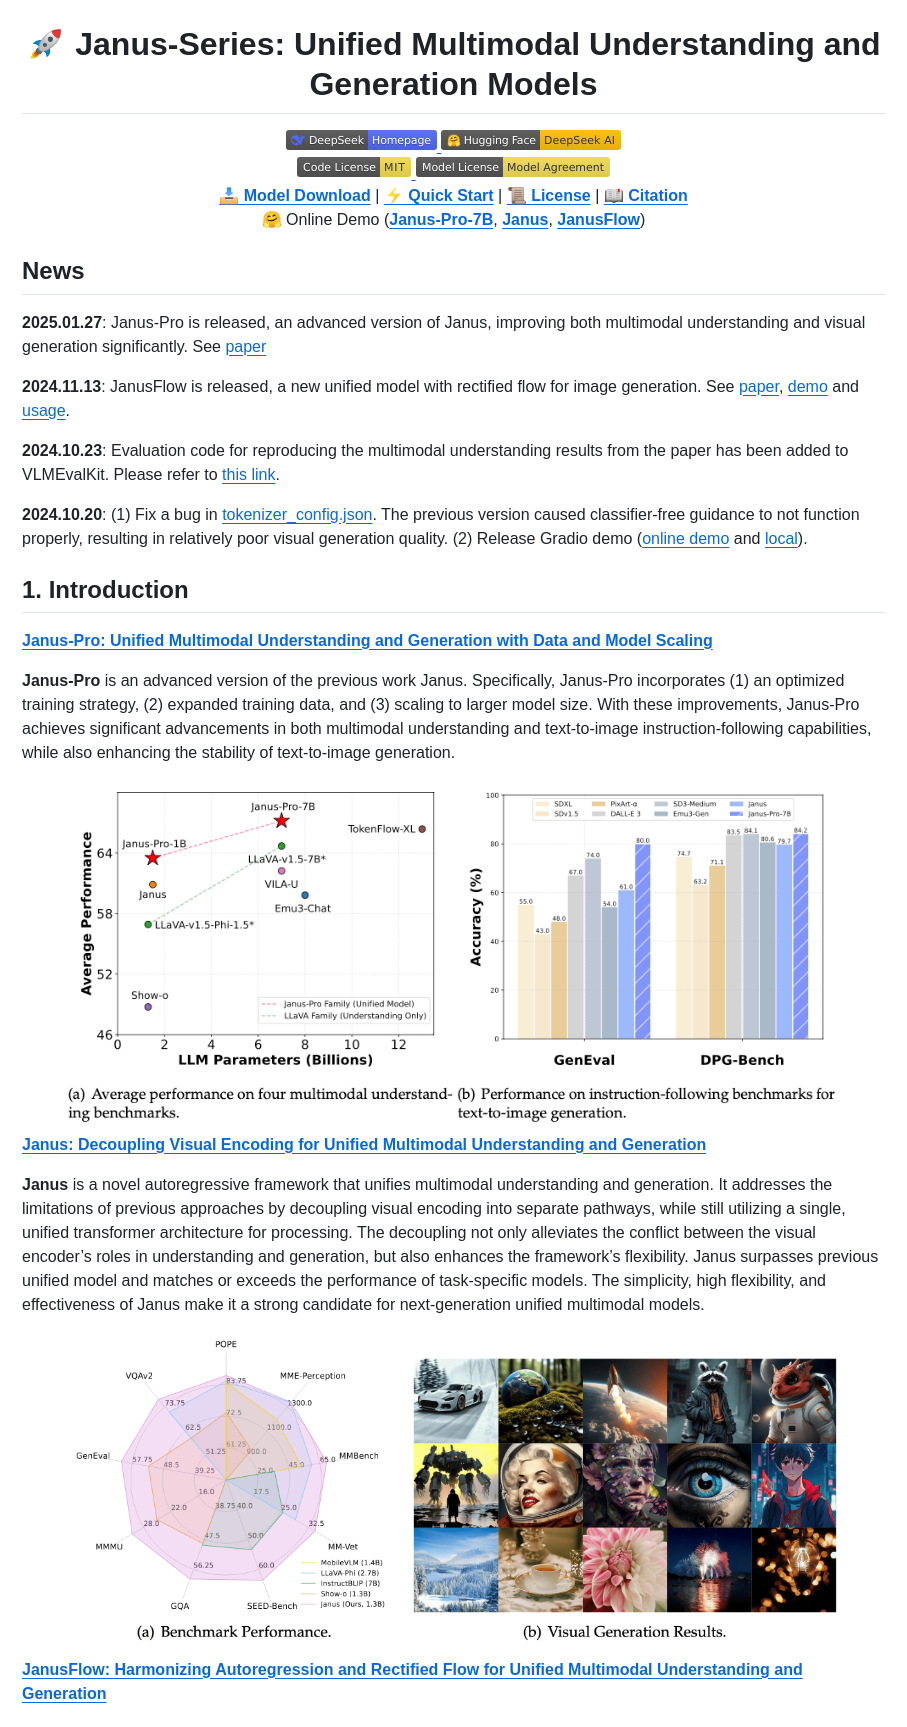 🚀 Janus-Series: Unified Multimodal Understanding and
Generation Models
DeepSeek Homepage 🤗 Hugging Face DeepSeek AI
Code License MIT Model License Model Agreement
📥 Model Download | ⚡ Quick Start | 📜 License | 📖 Citation
🤗 Online Demo (Janus-Pro-7B, Janus, JanusFlow)
News
2025.01.27: Janus-Pro is released, an advanced version of Janus, improving both multimodal understanding and visual
generation significantly. See paper
2024.11.13: JanusFlow is released, a new unified model with rectified flow for image generation. See paper, demo and
usage.
2024.10.23: Evaluation code for reproducing the multimodal understanding results from the paper has been added to
VLMEvalKit. Please refer to this link.
2024.10.20: (1) Fix a bug in tokenizer_config.json. The previous version caused classifier-free guidance to not function
properly, resulting in relatively poor visual generation quality. (2) Release Gradio demo (online demo and local).
1. Introduction
Janus-Pro: Unified Multimodal Understanding and Generation with Data and Model Scaling
Janus-Pro is an advanced version of the previous work Janus. Specifically, Janus-Pro incorporates (1) an optimized
training strategy, (2) expanded training data, and (3) scaling to larger model size. With these improvements, Janus-Pro
achieves significant advancements in both multimodal understanding and text-to-image instruction-following capabilities,
while also enhancing the stability of text-to-image generation.
Average Performance
64
58
52
46
Janus-Pro-7B
TokenFlow-XL
Janus-Pro-1B
LLaVA-v1.5-7B*
VILA-U
Janus
Emu3-Chat
LLaVA-v1.5-Phi-1.5*
Show-o
Janus-Pro Family (Unified Model)
LLaVA Family (Understanding Only)
0 2 4 6 8 10 12
LLM Parameters (Billions)
Accuracy (%)
100
80
60
40
20
0
SDXL PixArt-α SD3-Medium Janus
SDv1.5 DALL-E 3 Emu3-Gen Janus-Pro-7B
55.0 43.0 48.0 67.0 74.0 54.0 61.0 80.0
74.7 63.2 71.1 83.5 84.1 80.6 79.7 84.2
GenEval DPG-Bench
(a) Average performance on four multimodal understand-
ing benchmarks.
(b) Performance on instruction-following benchmarks for
text-to-image generation.
Janus: Decoupling Visual Encoding for Unified Multimodal Understanding and Generation
Janus is a novel autoregressive framework that unifies multimodal understanding and generation. It addresses the
limitations of previous approaches by decoupling visual encoding into separate pathways, while still utilizing a single,
unified transformer architecture for processing. The decoupling not only alleviates the conflict between the visual
encoder’s roles in understanding and generation, but also enhances the framework’s flexibility. Janus surpasses previous
unified model and matches or exceeds the performance of task-specific models. The simplicity, high flexibility, and
effectiveness of Janus make it a strong candidate for next-generation unified multimodal models.
POPE
VQAv2 MME-Perception
83.75
73.75 1300.0
72.5
62.5 1100.0
61.25
51.25 900.0
GenEval 57.75 48.5 39.25 25.0 45.0 65.0 MMBench
16.0 17.5
22.0 38.75 40.0 25.0
28.0 32.5
47.5 50.0
MMMU MM-Vet
56.25 60.0
GQA SEED-Bench
MobileVLM (1.4B)
LLaVA-Phi (2.7B)
InstructBLIP (7B)
Show-o (1.3B)
Janus (Ours, 1.3B)
(a) Benchmark Performance.
(b) Visual Generation Results.
JanusFlow: Harmonizing Autoregression and Rectified Flow for Unified Multimodal Understanding and
Generation